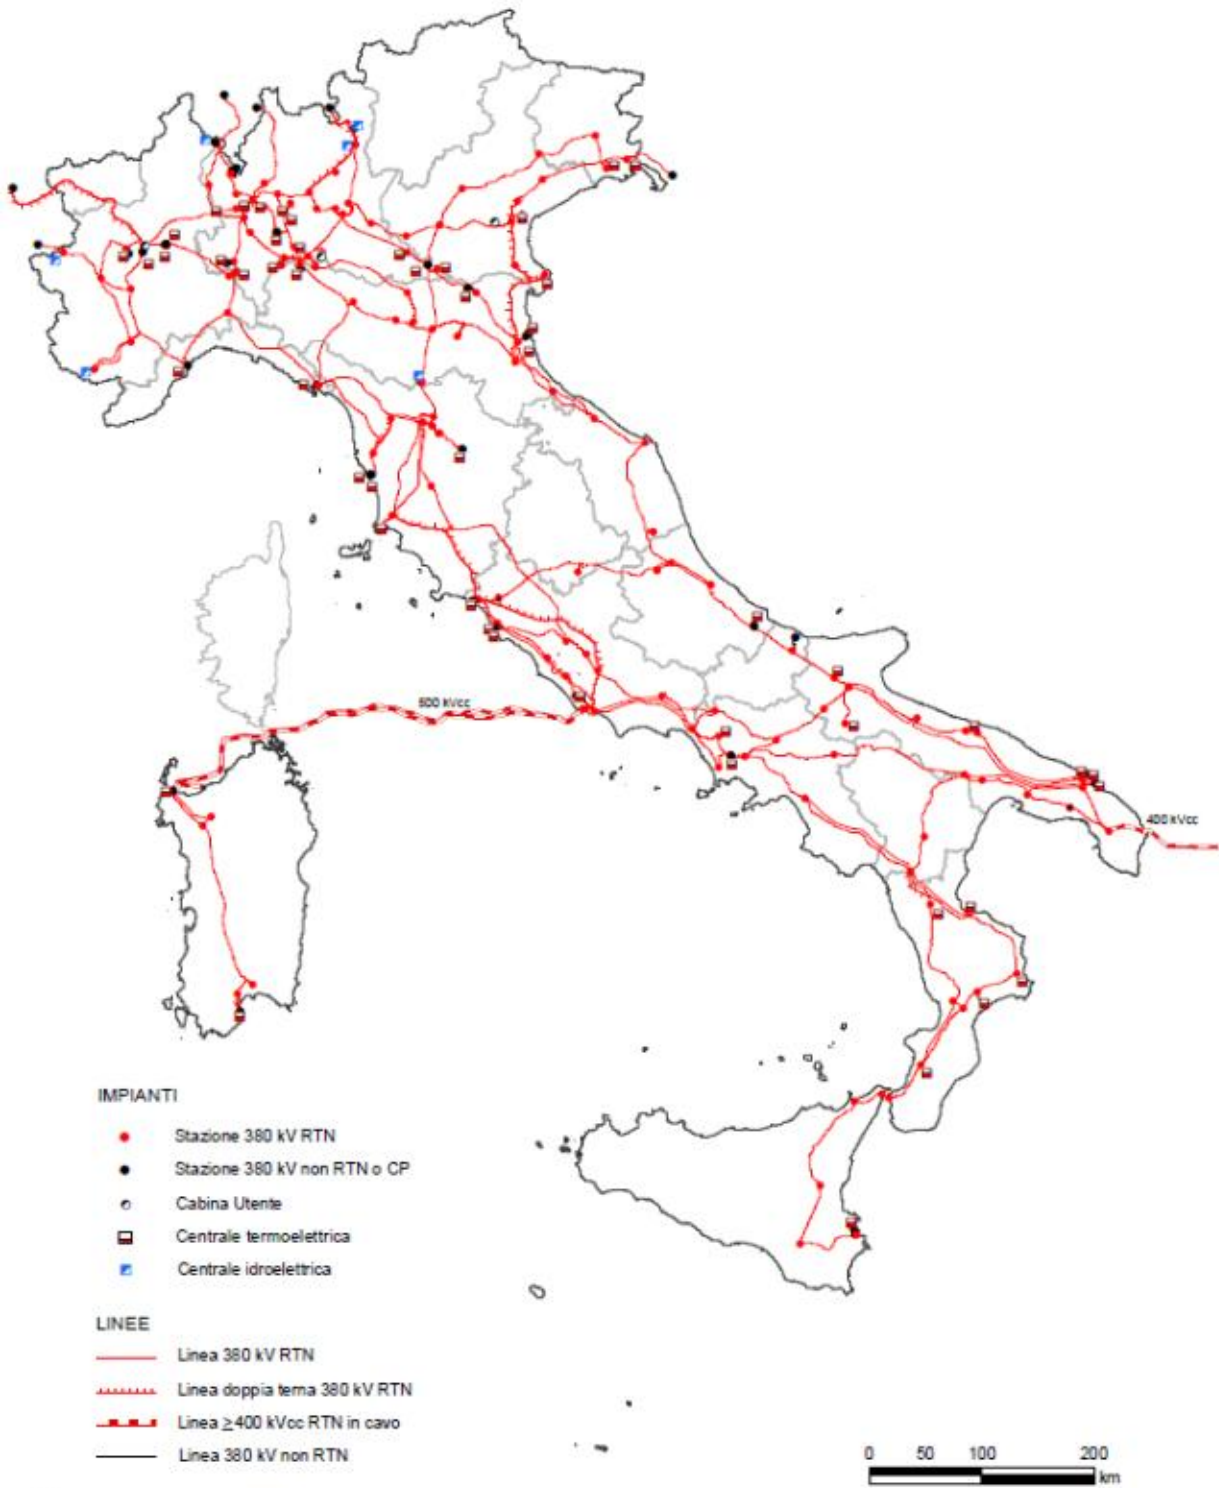 500 kVcc
400 kVcc
IMPIANTI
Stazione 380 kV RTN
Stazione 380 kV non RTN o CP
Cabina Utente
Centrale termoelettrica
Centrale idroelettrica
LINEE
Linea 380 kV RTN
Linea doppia terna 380 kV RTN
Linea ≥400 kVcc RTN in cavo
Linea 380 kV non RTN
0 50 100 200
km